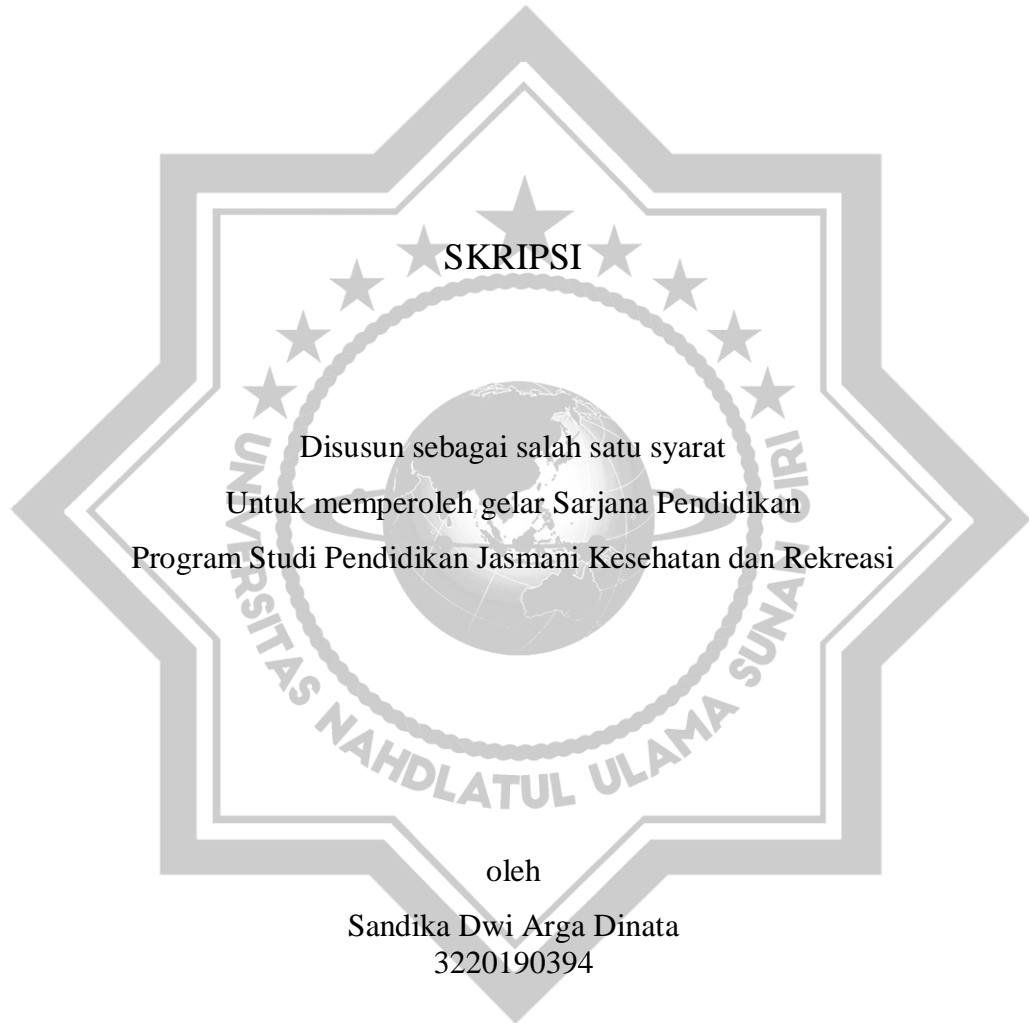 SKRIPSI
Disusun sebagai salah satu syarat
Untuk memperoleh gelar Sarjana Pendidikan
Program Studi Pendidikan Jasmani Kesehatan dan Rekreasi
UNIVERSITAS NAHDLATUL ULAMA SUNAN GIRI
oleh
Sandika Dwi Arga Dinata
3220190394